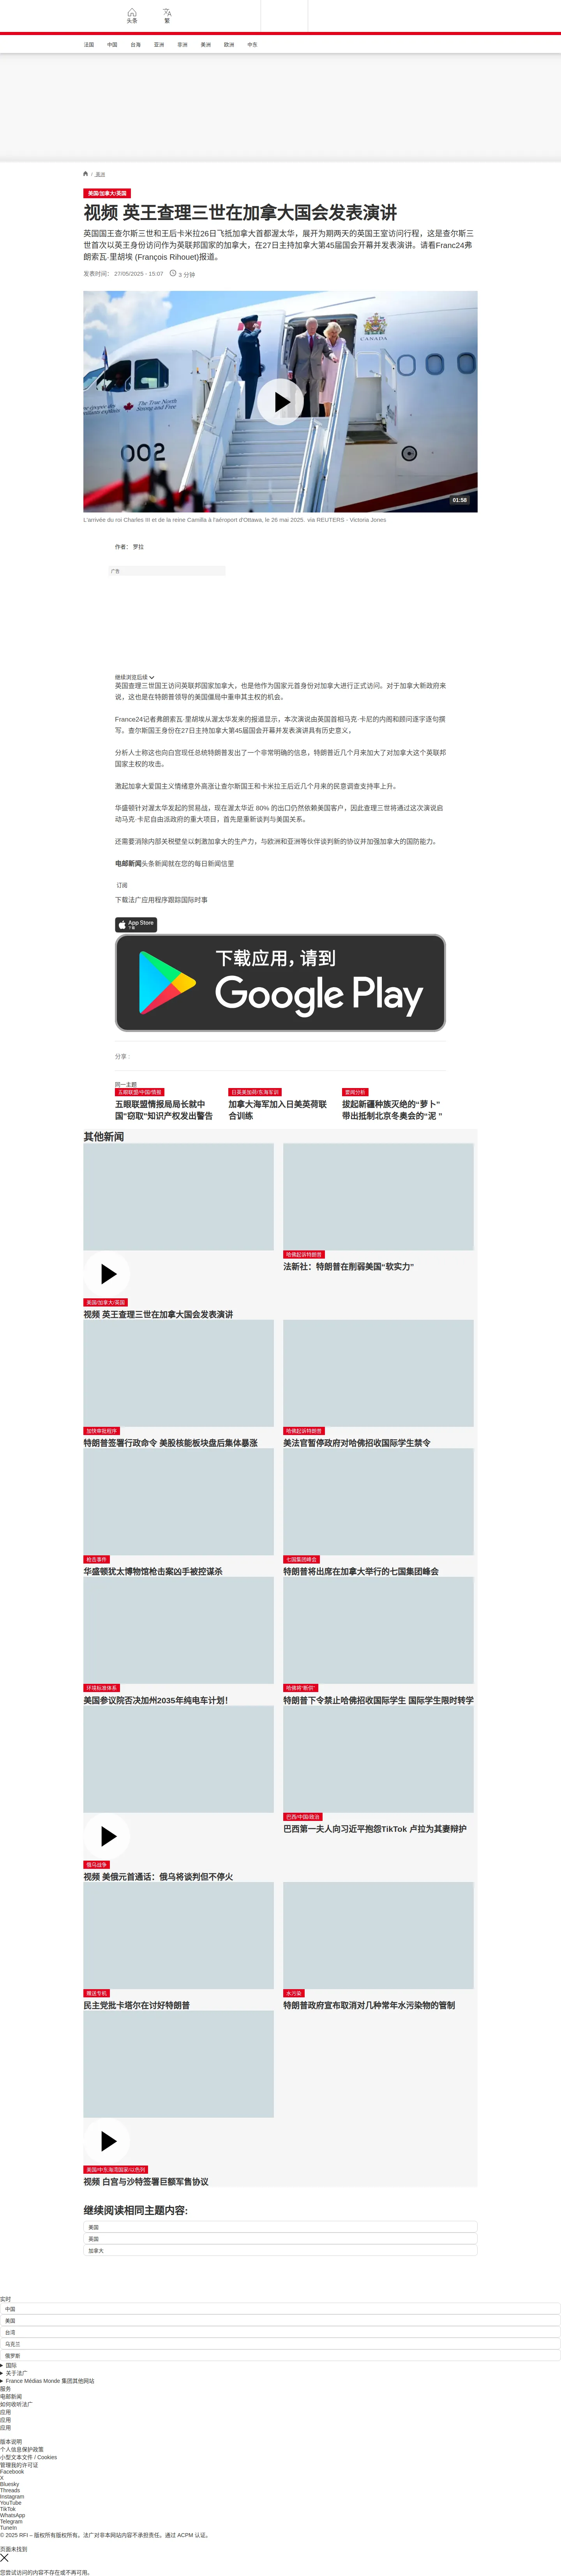 头条
繁
法国 中国 台海 亚洲 非洲 美洲 欧洲 中东
/ 美洲
美国/加拿大/英国
视频 英王查理三世在加拿大国会发表演讲
英国国王查尔斯三世和王后卡米拉26日飞抵加拿大首都渥太华，展开为期两天的英国王室访问行程，这是查尔斯三
世首次以英王身份访问作为英联邦国家的加拿大，在27日主持加拿大第45届国会开幕并发表演讲。请看Franc24弗
朗索瓦·里胡埃 (François Rihouet)报道。
发表时间： 27/05/2025 - 15:07 3 分钟
CANADA
The True North
Strong and Free
002
01:58
L'arrivée du roi Charles III et de la reine Camilla à l'aéroport d'Ottawa, le 26 mai 2025. via REUTERS - Victoria Jones
作者： 罗拉
广告
继续浏览后续
英国查理三世国王访问英联邦国家加拿大，也是他作为国家元首身份对加拿大进行正式访问。对于加拿大新政府来
说，这也是在特朗普领导的美国僵局中重申其主权的机会。
France24记者弗朗索瓦·里胡埃从渥太华发来的报道显示，本次演说由英国首相马克·卡尼的内阁和顾问逐字逐句撰
写。查尔斯国王身份在27日主持加拿大第45届国会开幕并发表演讲具有历史意义，
分析人士称这也向白宫现任总统特朗普发出了一个非常明确的信息，特朗普近几个月来加大了对加拿大这个英联邦
国家主权的攻击。
激起加拿大爱国主义情绪意外高涨让查尔斯国王和卡米拉王后近几个月来的民意调查支持率上升。
华盛顿针对渥太华发起的贸易战，现在渥太华近 80% 的出口仍然依赖美国客户，因此查理三世将通过这次演说启
动马克·卡尼自由派政府的重大项目，首先是重新谈判与美国关系。
还需要消除内部关税壁垒以刺激加拿大的生产力，与欧洲和亚洲等伙伴谈判新的协议并加强加拿大的国防能力。
电邮新闻头条新闻就在您的每日新闻信里
订阅
下载法广应用程序跟踪国际时事
App Store
下载
下载应用，请到
Google Play
分享 :
同一主题
五眼联盟/中国/情报
五眼联盟情报局局长就中
国"窃取"知识产权发出警告
日英美加荷/东海军训
加拿大海军加入日美英荷联
合训练
要闻分析
拔起新疆种族灭绝的“萝卜”
带出抵制北京冬奥会的“泥 ”
其他新闻
美国/加拿大/英国
视频 英王查理三世在加拿大国会发表演讲
哈佛起诉特朗普
法新社：特朗普在削弱美国“软实力”
加快审批程序
特朗普签署行政命令 美股核能板块盘后集体暴涨
哈佛起诉特朗普
美法官暂停政府对哈佛招收国际学生禁令
枪击事件
华盛顿犹太博物馆枪击案凶手被控谋杀
七国集团峰会
特朗普将出席在加拿大举行的七国集团峰会
环境标准体系
美国参议院否决加州2035年纯电车计划！
哈佛将"断供"
特朗普下令禁止哈佛招收国际学生 国际学生限时转学
俄乌战争
视频 美俄元首通话：俄乌将谈判但不停火
巴西/中国/政治
巴西第一夫人向习近平抱怨TikTok 卢拉为其妻辩护
赠送专机
民主党批卡塔尔在讨好特朗普
水污染
特朗普政府宣布取消对几种常年水污染物的管制
美国/中东海湾国家/以色列
视频 白宫与沙特签署巨额军售协议
继续阅读相同主题内容:
美国
英国
加拿大
实时
中国
美国
台湾
乌克兰
俄罗斯
国际
关于法广
France Médias Monde 集团其他网站
服务
电邮新闻
如何收听法广
应用
应用
应用
版本说明
个人信息保护政策
小型文本文件 / Cookies
管理我的许可证
Facebook
X
Bluesky
Threads
Instagram
YouTube
TikTok
WhatsApp
Telegram
TuneIn
© 2025 RFI – 版权所有版权所有。法广对非本网站内容不承担责任。通过 ACPM 认证。
页面未找到
您尝试访问的内容不存在或不再可用。